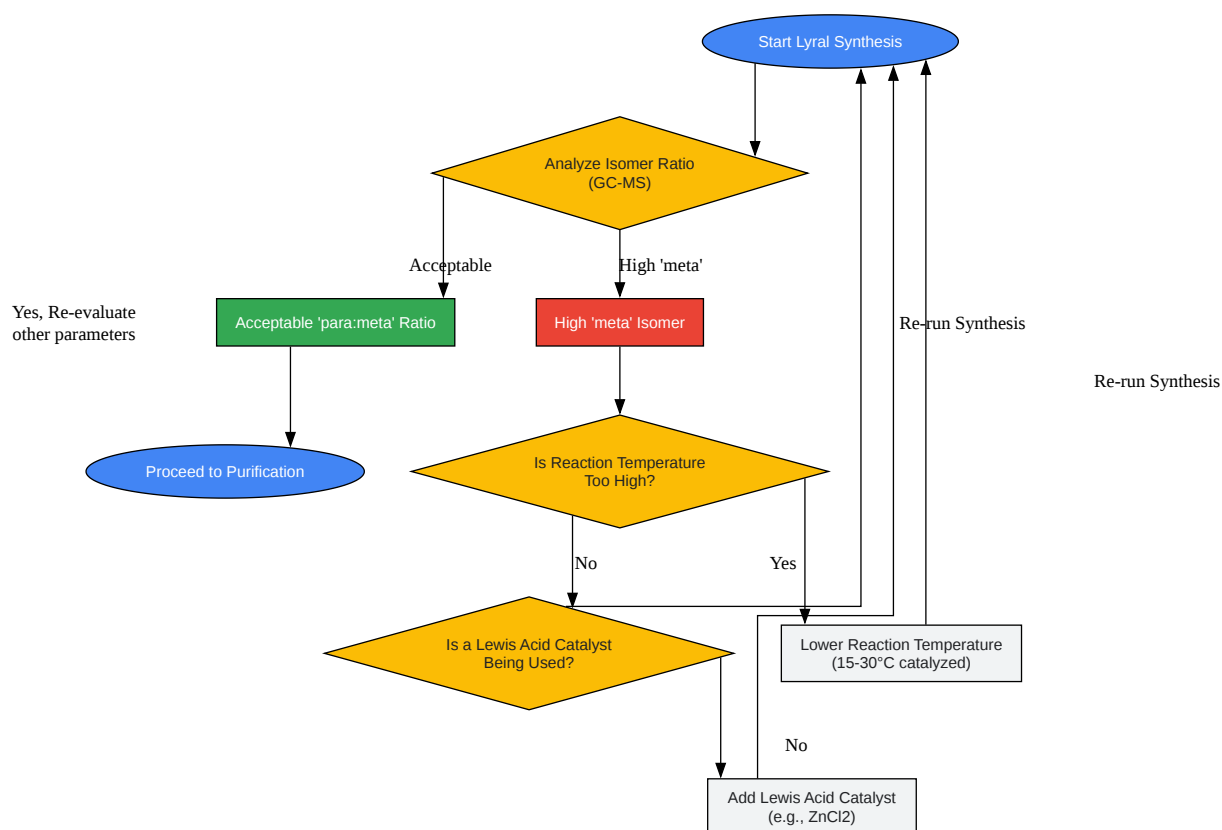 Start Lyral Synthesis
Analyze Isomer Ratio
(GC-MS)
Acceptable
High 'meta'
Yes, Re-evaluate
other parameters
Acceptable 'para:meta' Ratio
High 'meta' Isomer
Re-run Synthesis
Re-run Synthesis
Proceed to Purification
Is Reaction Temperature
Too High?
No
Yes
Is a Lewis Acid Catalyst
Being Used?
Lower Reaction Temperature
(15-30°C catalyzed)
No
Add Lewis Acid Catalyst
(e.g., ZnCl2)